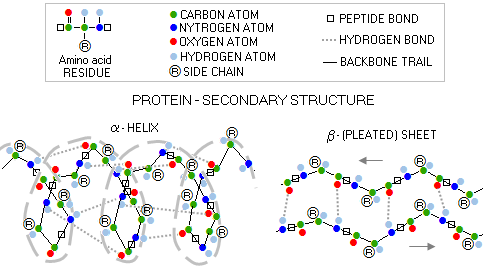 CARBON ATOM
NYTROGEN ATOM
OXYGEN ATOM
HYDROGEN ATOM
R SIDE CHAIN
R
Amino acid
RESIDUE
PEPTIDE BOND
HYDROGEN BOND
BACKBONE TRAIL
PROTEIN - SECONDARY STRUCTURE
α - HELIX
β - (PLEATED) SHEET
R
R
R
R
R
R
R
R
R
R
R
R
R
R